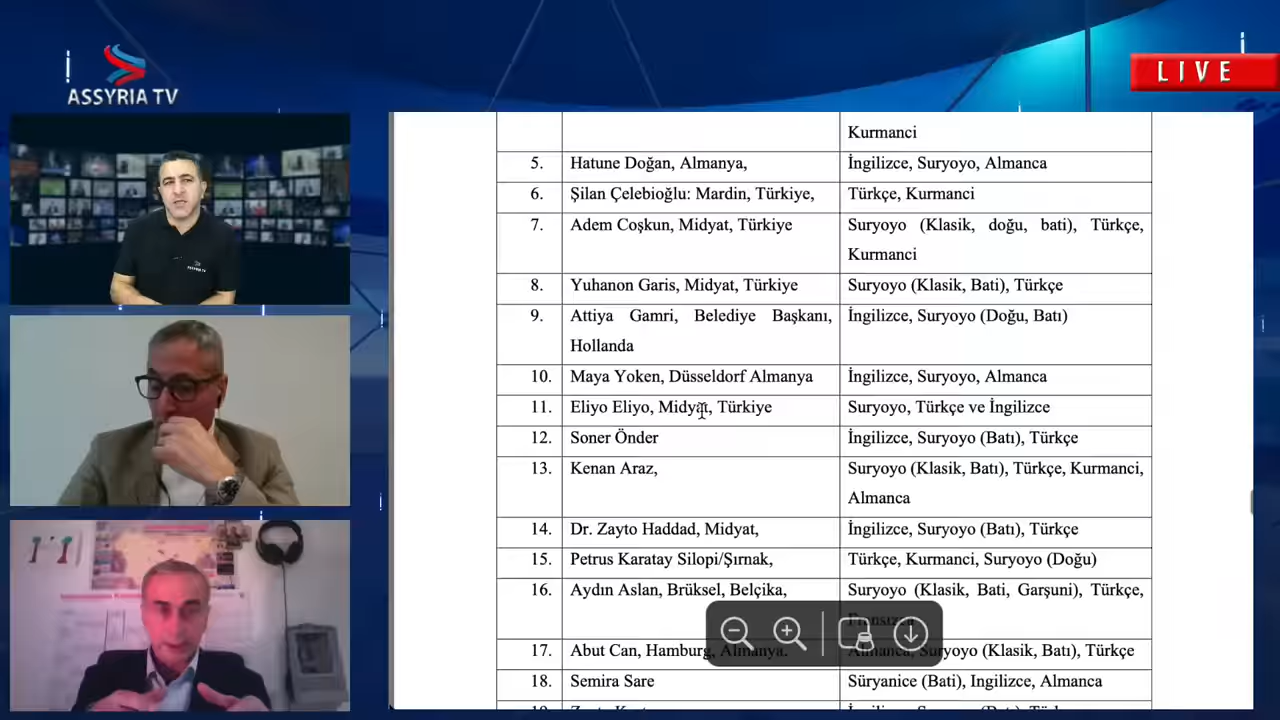 ASSYRIA TV
LIVE
Kurmanci
5. Hatune Doğan, Almanya, İngilizce, Suryoyo, Almanca
6. Şilan Çelebioğlu: Mardin, Türkiye, Türkçe, Kurmanci
7. Adem Coşkun, Midyat, Türkiye Suryoyo (Klasik, doğu, bati), Türkçe,
Kurmanci
8. Yuhanon Garis, Midyat, Türkiye Suryoyo (Klasik, Bati), Türkçe
9. Attiya Gamri, Belediye Başkanı, İngilizce, Suryoyo (Doğu, Batı)
Hollanda
10. Maya Yoken, Düsseldorf Almanya İngilizce, Suryoyo, Almanca
11. Eliyo Eliyo, Midyat, Türkiye Suryoyo, Türkçe ve İngilizce
12. Soner Önder İngilizce, Suryoyo (Batı), Türkçe
13. Kenan Araz, Suryoyo (Klasik, Batı), Türkçe, Kurmanci,
Almanca
14. Dr. Zayto Haddad, Midyat, İngilizce, Suryoyo (Batı), Türkçe
15. Petrus Karatay Silopi/Şırnak, Türkçe, Kurmanci, Suryoyo (Doğu)
16. Aydın Aslan, Brüksel, Belçika, Suryoyo (Klasik, Bati, Garşuni), Türkçe,
17. Abut Can, Hamburg, Almanya. Almanca, Suryoyo (Klasik, Batı), Türkçe
18. Semira Sare Süryanice (Bati), Ingilizce, Almanca